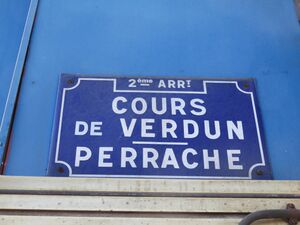 2ème ARRT
COURS
DE VERDUN
PERRACHE